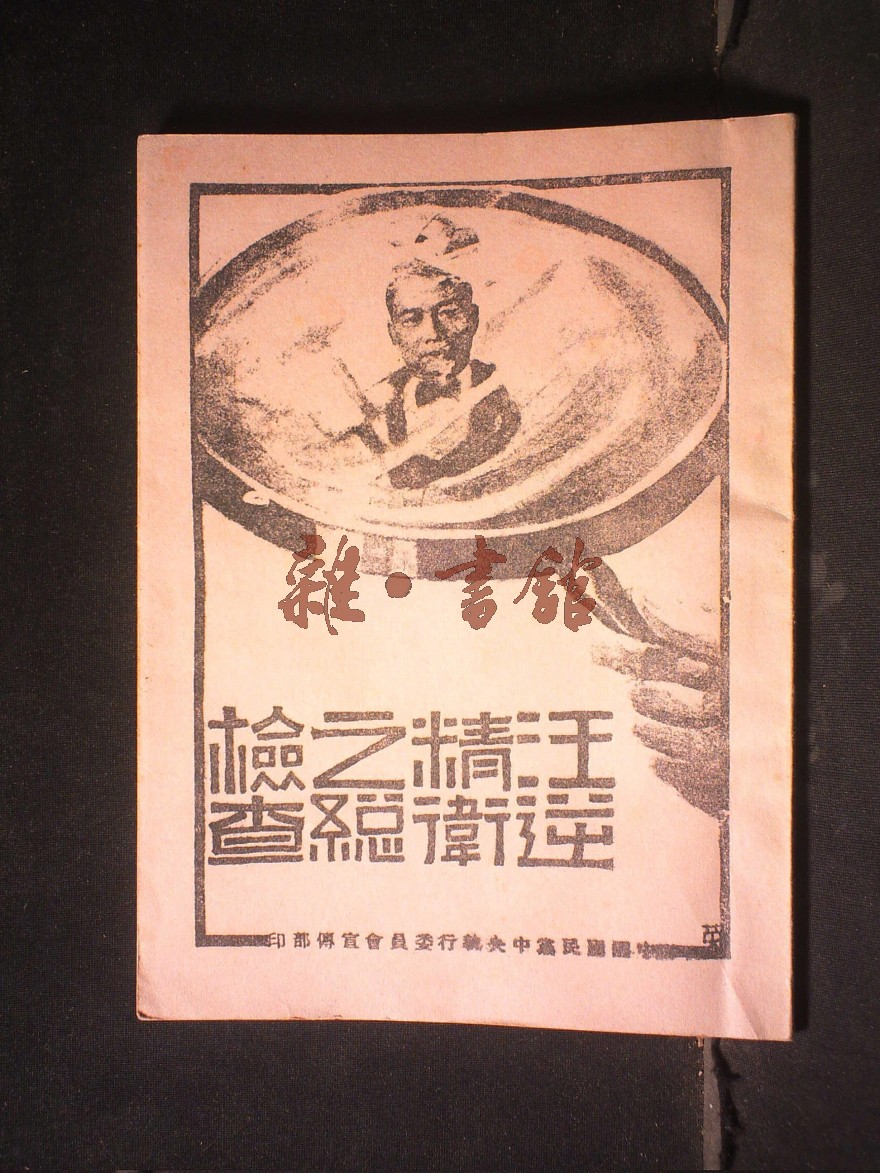 雜·書館
汪逆
精衛
之總
檢查
中國國民黨中央執行委員會宣傳部印